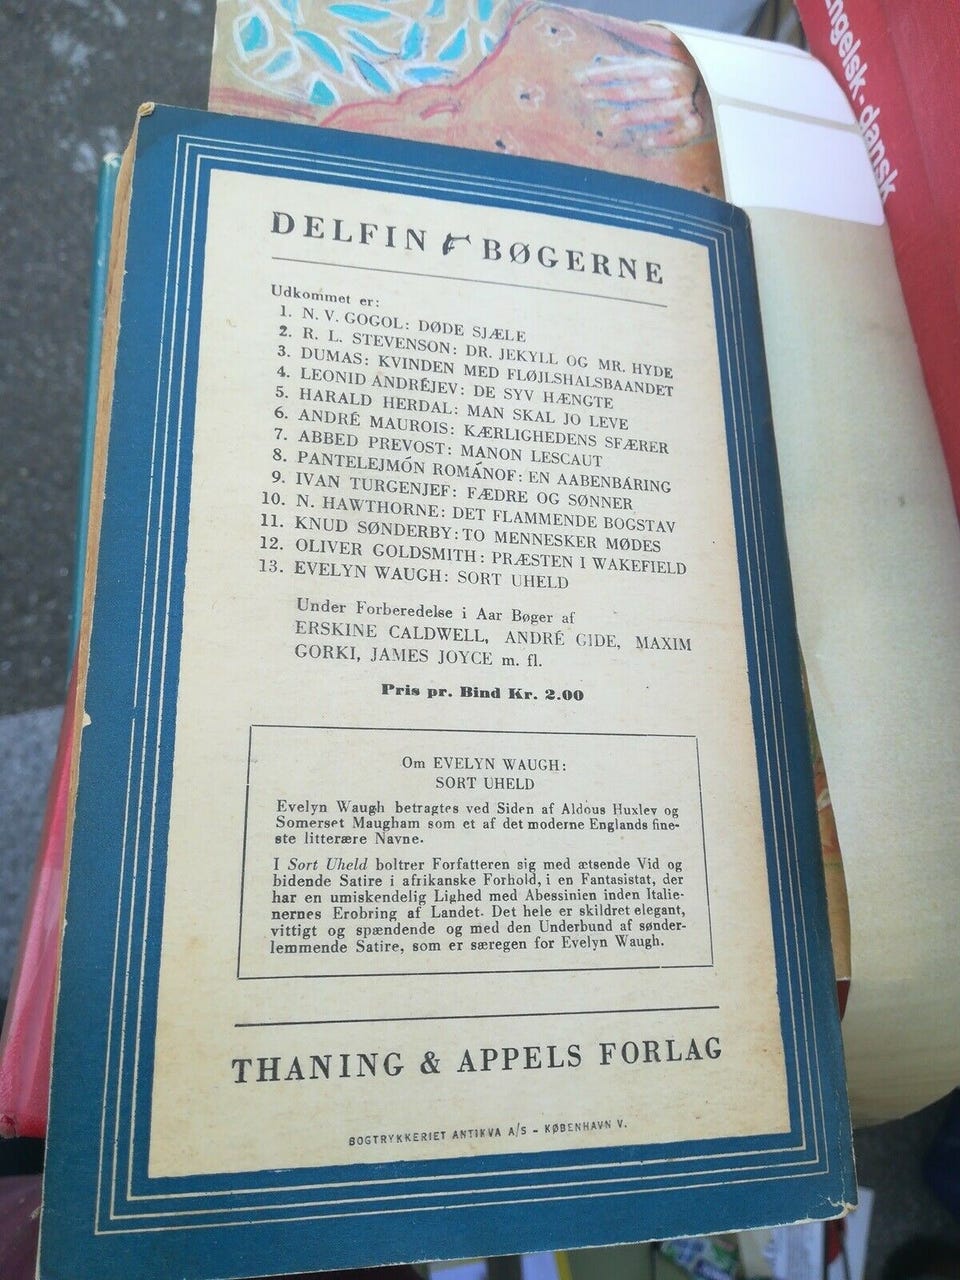 Engelsk-dansk
DELFIN BØGERNE
Udkommet er:
1. N. V. GOGOL: DØDE SJÆLE
2. R. L. STEVENSON: DR. JEKYLL OG MR. HYDE
3. DUMAS: KVINDEN MED FLØJLSHALSBAANDET
4. LEONID ANDRÉJEV: DE SYV HÆNGTE
5. HARALD HERDAL: MAN SKAL JO LEVE
6. ANDRÉ MAUROIS: KÆRLIGHEDENS SFÆRER
7. ABBED PREVOST: MANON LESCAUT
8. PANTELEJMÓN ROMÁNOF: EN AABENBARING
9. IVAN TURGENJEF: FÆDRE OG SØNNER
10. N. HAWTHORNE: DET FLAMMENDE BOGSTAV
11. KNUD SØNDERBY: TO MENNESKER MØDES
12. OLIVER GOLDSMITH: PRÆSTEN I WAKEFIELD
13. EVELYN WAUGH: SORT UHELD
Under Forberedelse i Aar Bøger af
ERSKINE CALDWELL, ANDRÉ GIDE, MAXIM
GORKI, JAMES JOYCE m. fl.
Pris pr. Bind Kr. 2.00
Om EVELYN WAUGH:
SORT UHELD
Evelyn Waugh betragtes ved Siden af Aldous Huxley og
Somerset Maugham som et af det moderne Englands fine-
ste litterære Navne.
I Sort Uheld boltrer Forfatteren sig med ætsende Vid og
bidende Satire i afrikanske Forhold, i en Fantasistat, der
har en umiskendelig Lighed med Abessinien inden Italie-
nernes Erobring af Landet. Det hele er skildret elegant,
vittigt og spændende og med den Underbund af sønder-
lemmende Satire, som er særegen for Evelyn Waugh.
THANING & APPELS FORLAG
BOGTRYKKERIET ANTIKVA A/S - KØBENHAVN V.